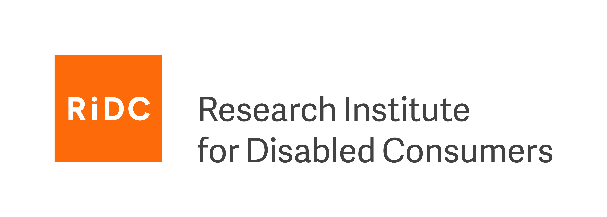 RiDC
Research Institute
for Disabled Consumers